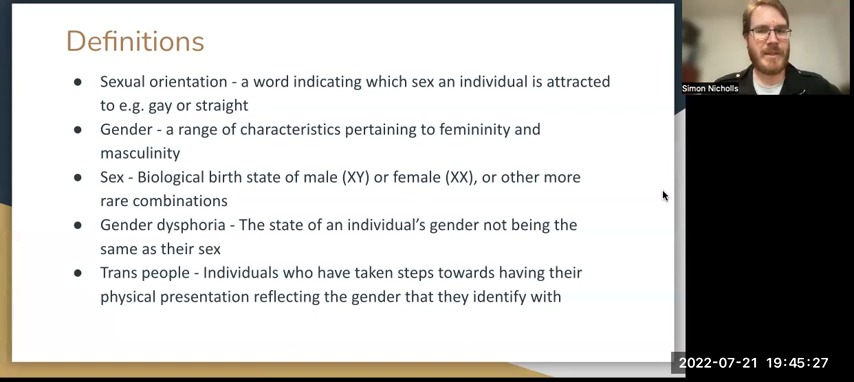 Definitions
● Sexual orientation - a word indicating which sex an individual is attracted
to e.g. gay or straight
● Gender - a range of characteristics pertaining to femininity and
masculinity
● Sex - Biological birth state of male (XY) or female (XX), or other more
rare combinations
● Gender dysphoria - The state of an individual's gender not being the
same as their sex
● Trans people - Individuals who have taken steps towards having their
physical presentation reflecting the gender that they identify with
Simon Nicholls
2022-07-21 19:45:27